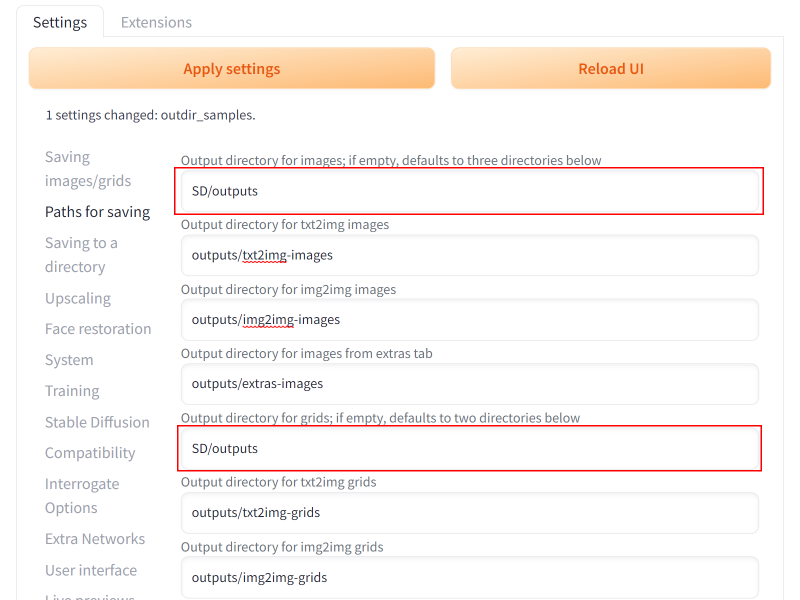 Settings
Extensions
Apply settings
Reload UI
1 settings changed: outdir_samples.
Saving
images/grids
Paths for saving
Saving to a
directory
Upscaling
Face restoration
System
Training
Stable Diffusion
Compatibility
Interrogate
Options
Extra Networks
User interface
Live previews
Output directory for images; if empty, defaults to three directories below
SD/outputs
Output directory for txt2img images
outputs/txt2img-images
Output directory for img2img images
outputs/img2img-images
Output directory for images from extras tab
outputs/extras-images
Output directory for grids; if empty, defaults to two directories below
SD/outputs
Output directory for txt2img grids
outputs/txt2img-grids
Output directory for img2img grids
outputs/img2img-grids